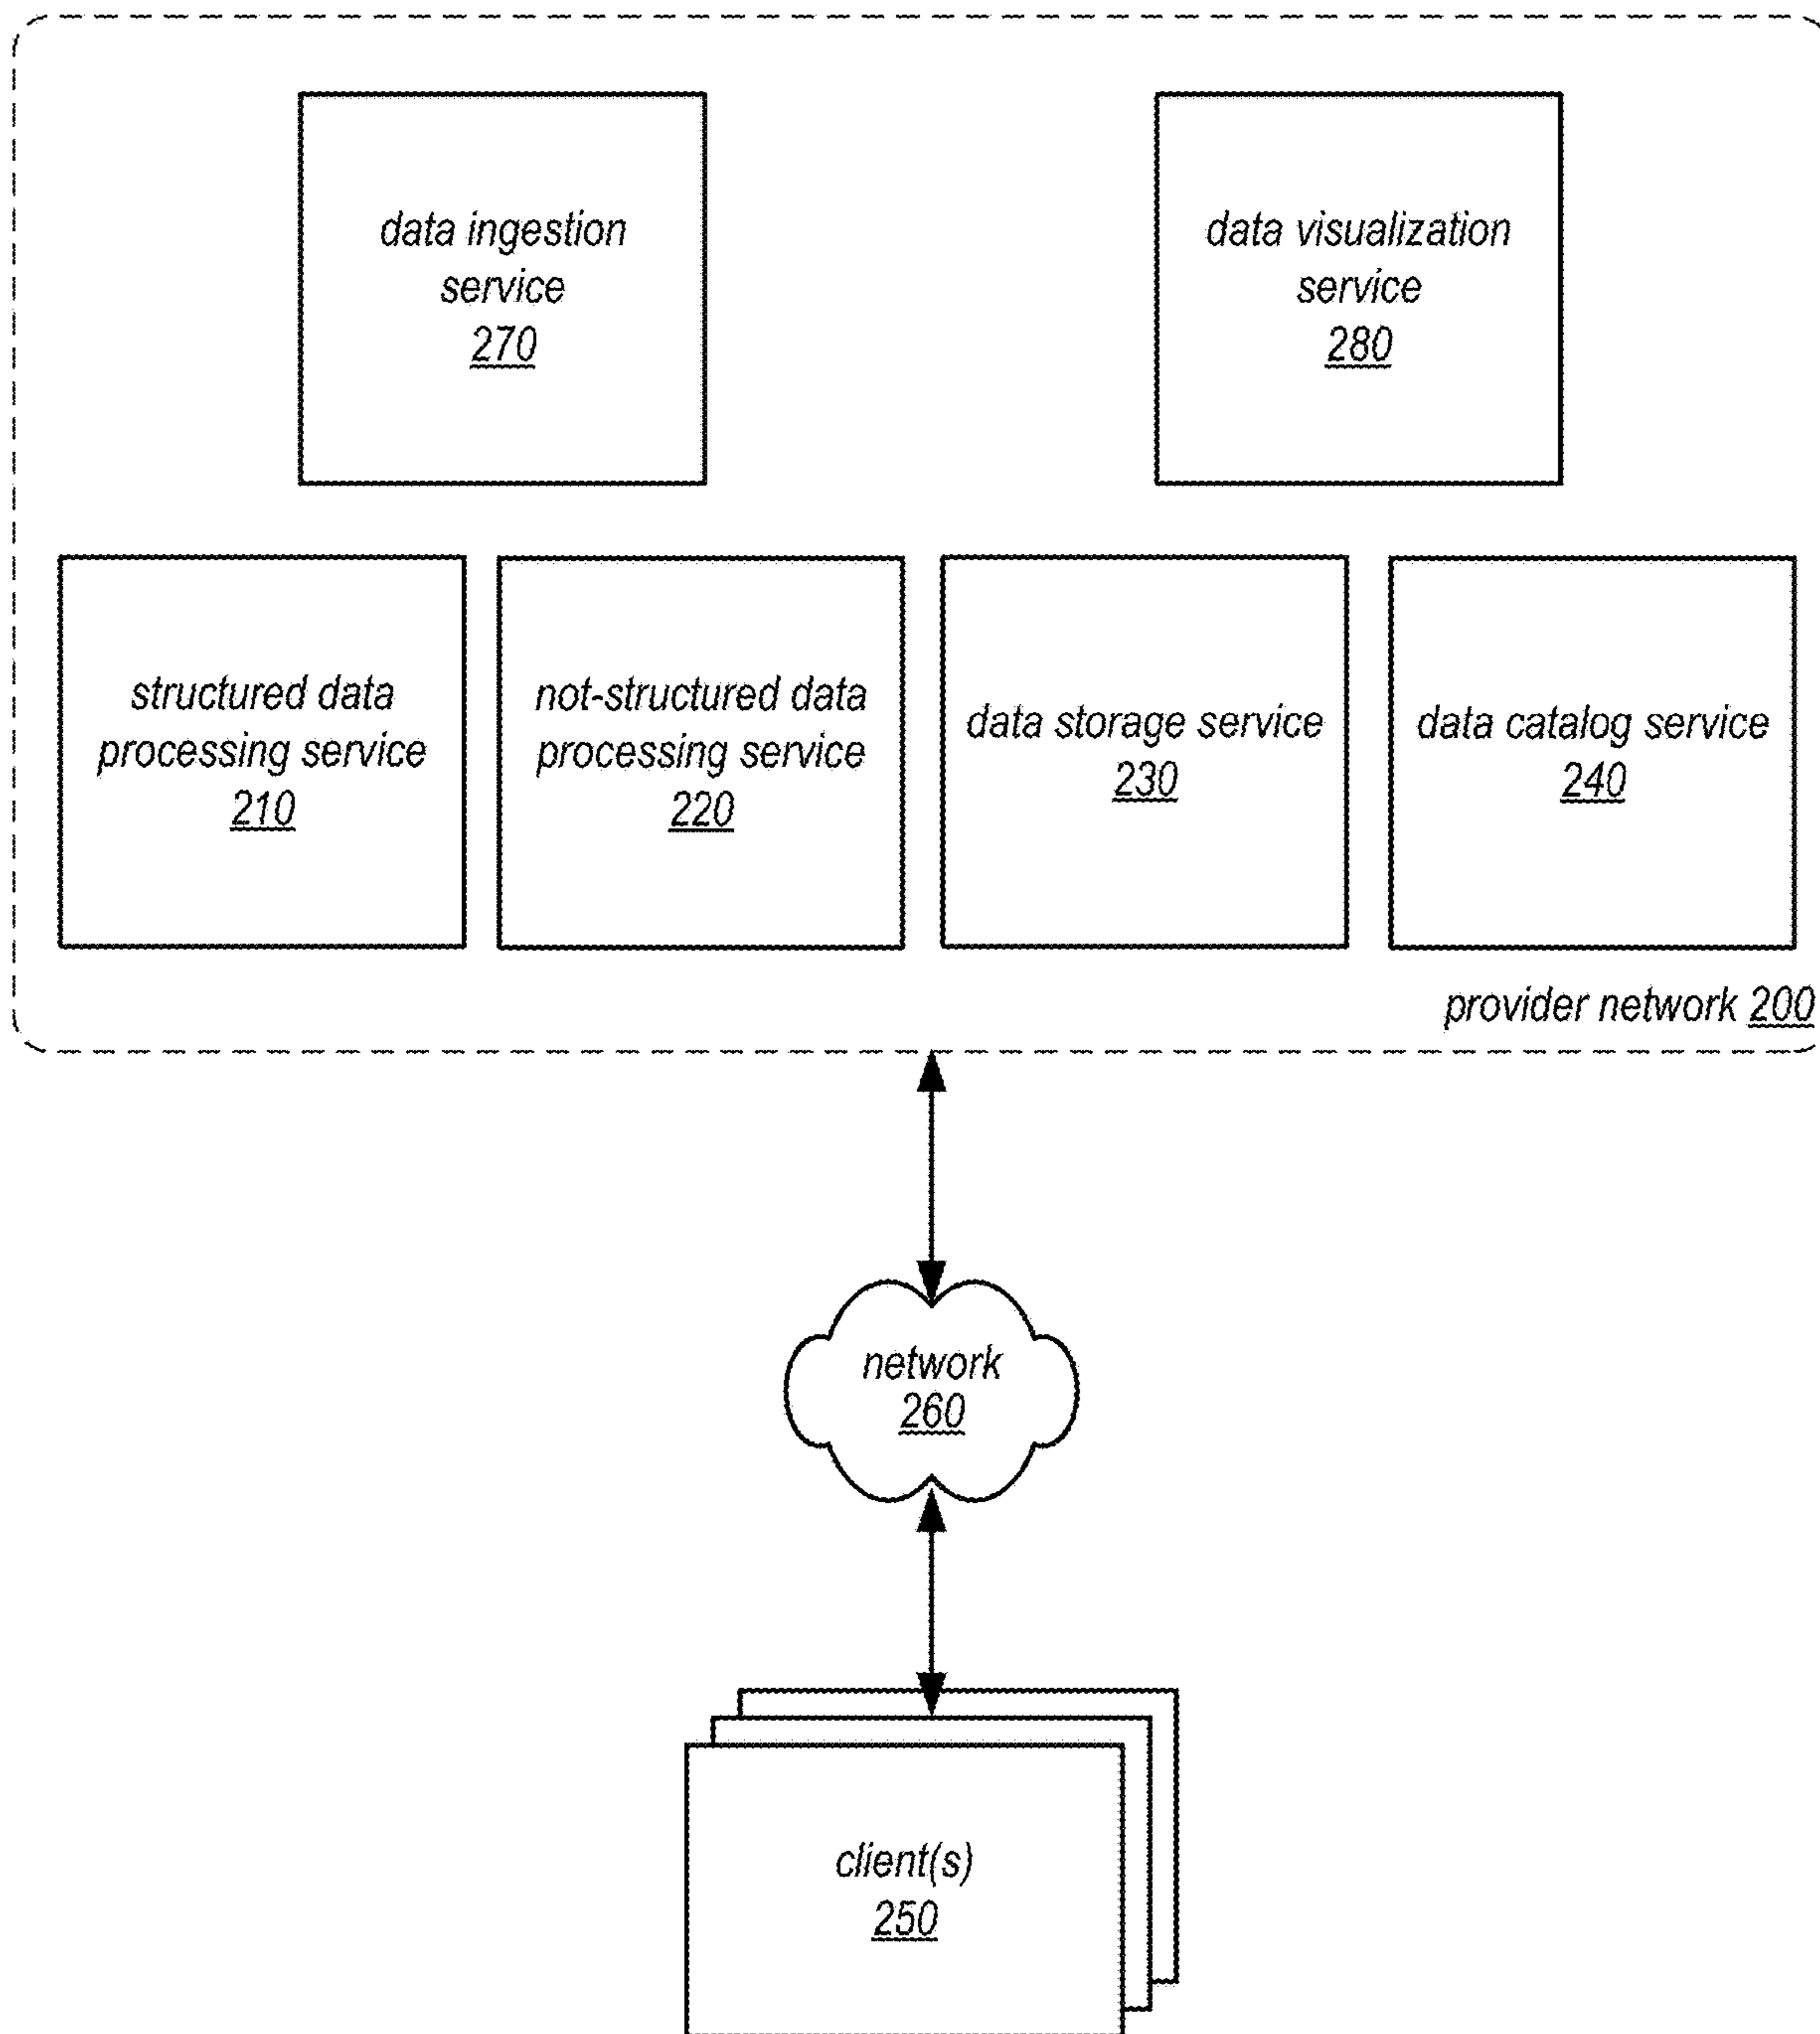 data ingestion
service
270
data visualization
service
280
structured data
processing service
210
not-structured data
processing service
220
data storage service
230
data catalog service
240
provider network 200
network
260
client(s)
250